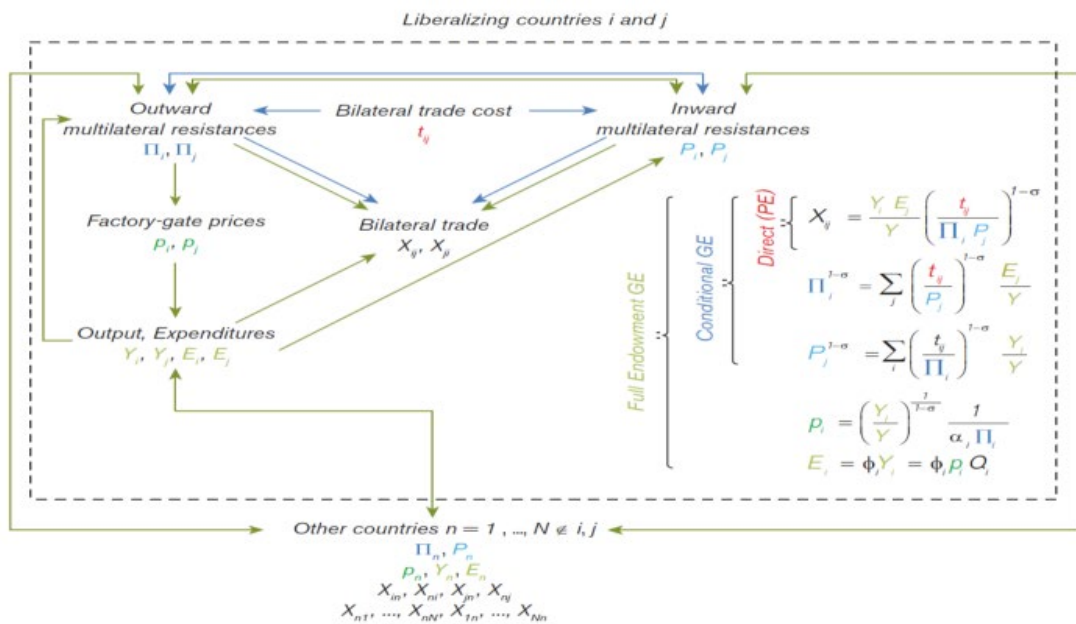 Liberalizing countries i and j
Outward
multilateral resistances
Π_i, Π_j
Bilateral trade cost
t_ij
Inward
multilateral resistances
P_i, P_j
Factory-gate prices
p_i, p_j
Bilateral trade
X_ij, X_ji
Output, Expenditures
Y_i, Y_j, E_i, E_j
Full Endowment GE
Conditional GE
Direct (PE)
X_ij = (Y_i E_j / Y) (t_ij / (Π_i P_j))^(1−σ)
Π_i^(1−σ) = Σ_j (t_ij / P_j)^(1−σ) E_j / Y
P_j^(1−σ) = Σ_i (t_ij / Π_i)^(1−σ) Y_i / Y
p_i = (Y_i / Y)^(1/(1−σ)) 1 / (α_i Π_i)
E_i = ϕ_i Y_i = ϕ_i p_i Q_i
Other countries n = 1 , ..., N ∉ i, j
Π_n, P_n
p_n, Y_n, E_n
X_in, X_ni, X_jn, X_nj
X_n1, ..., X_nN, X_1n, ..., X_Nn